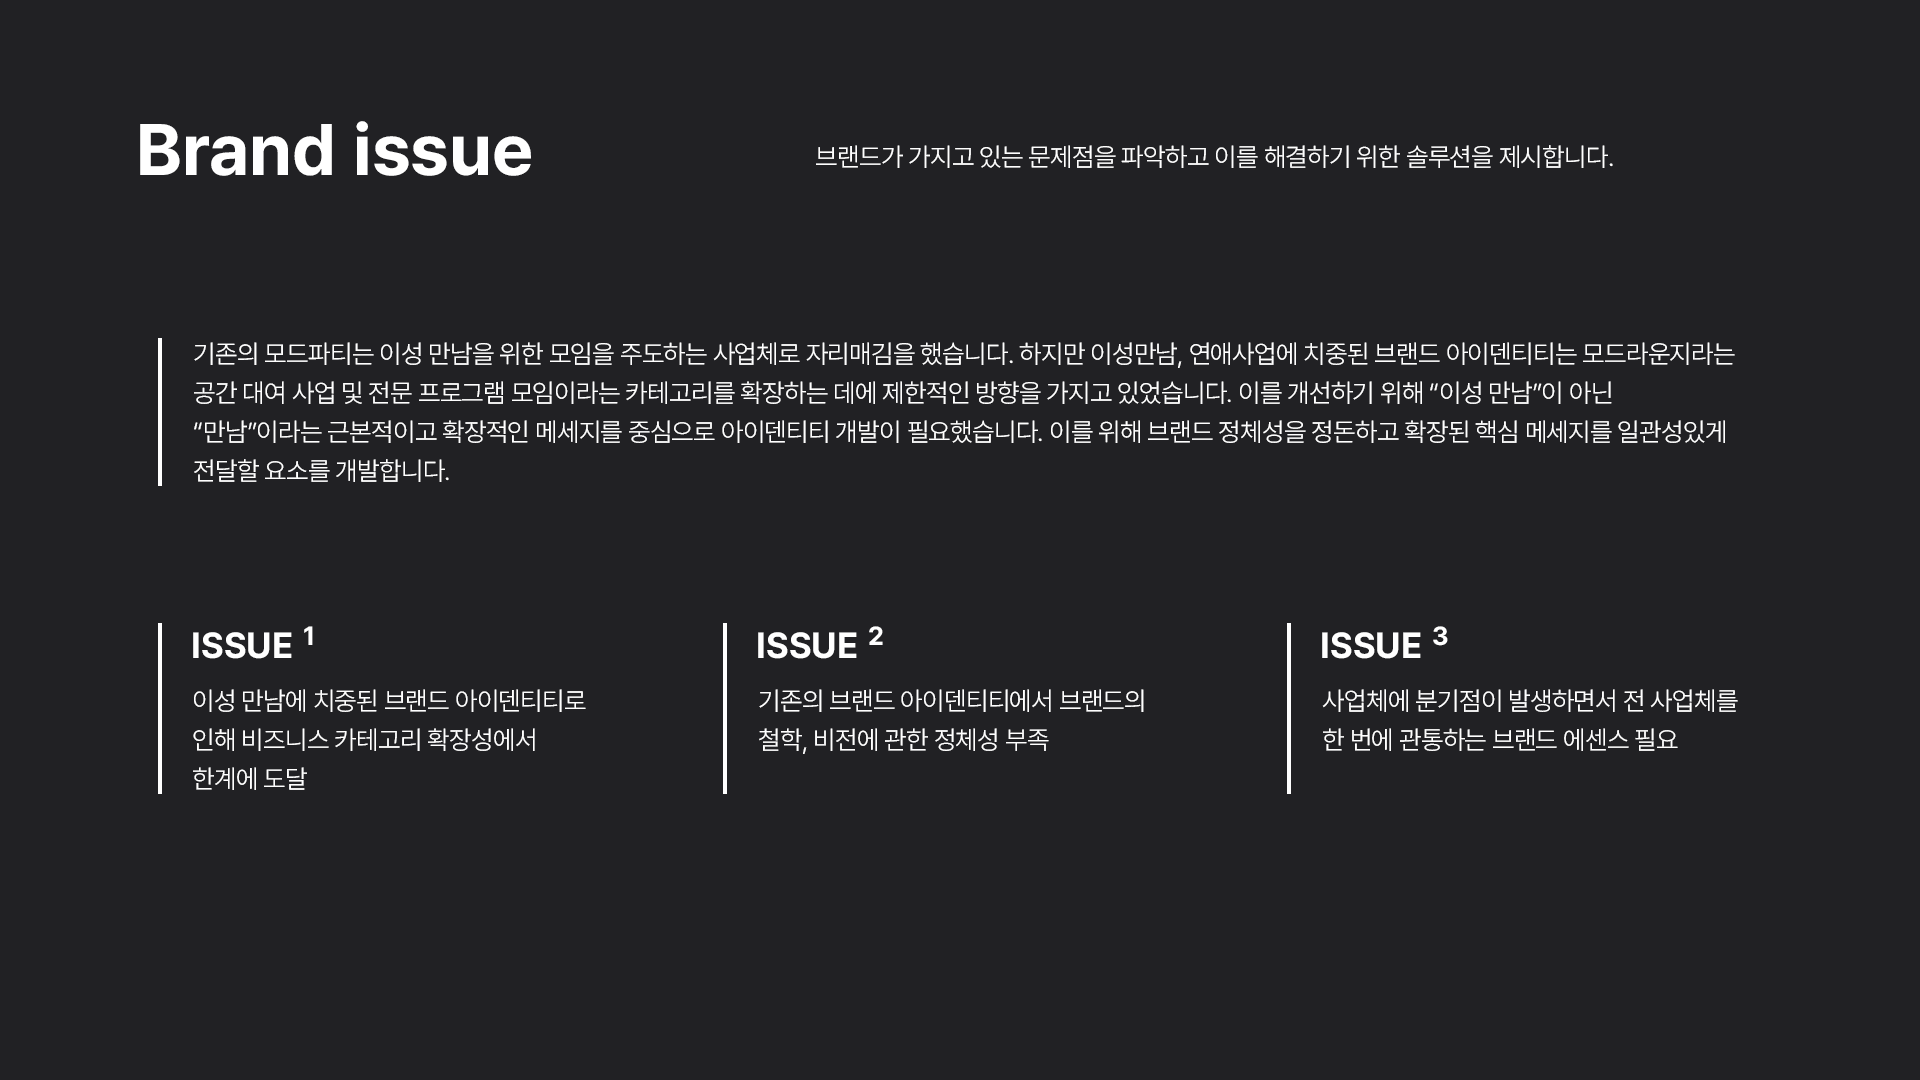 Brand issue
브랜드가 가지고 있는 문제점을 파악하고 이를 해결하기 위한 솔루션을 제시합니다.
기존의 모드파티는 이성 만남을 위한 모임을 주도하는 사업체로 자리매김을 했습니다. 하지만 이성만남, 연애사업에 치중된 브랜드 아이덴티티는 모드라운지라는
공간 대여 사업 및 전문 프로그램 모임이라는 카테고리를 확장하는 데에 제한적인 방향을 가지고 있었습니다. 이를 개선하기 위해 “이성 만남”이 아닌
“만남”이라는 근본적이고 확장적인 메세지를 중심으로 아이덴티티 개발이 필요했습니다. 이를 위해 브랜드 정체성을 정돈하고 확장된 핵심 메세지를 일관성있게
전달할 요소를 개발합니다.
ISSUE 1
이성 만남에 치중된 브랜드 아이덴티티로
인해 비즈니스 카테고리 확장성에서
한계에 도달
ISSUE 2
기존의 브랜드 아이덴티티에서 브랜드의
철학, 비전에 관한 정체성 부족
ISSUE 3
사업체에 분기점이 발생하면서 전 사업체를
한 번에 관통하는 브랜드 에센스 필요